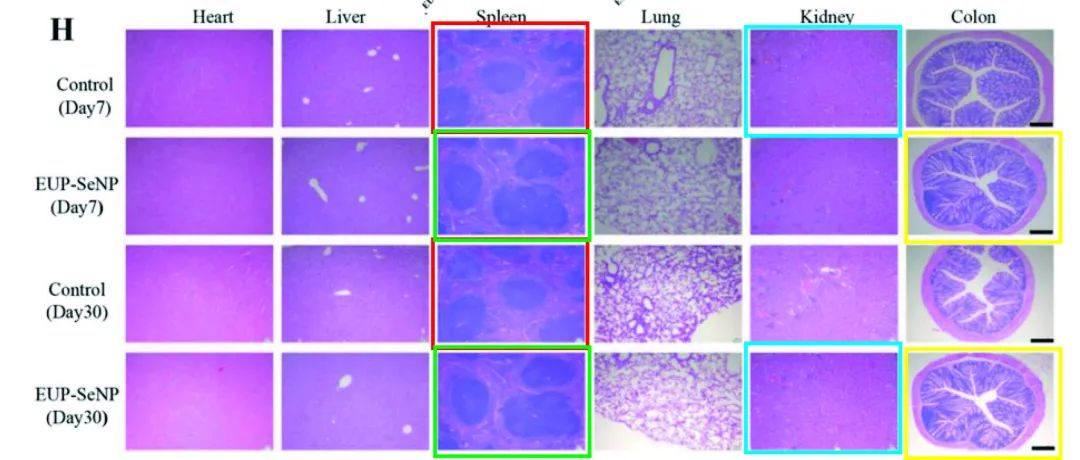 H
Heart Liver Spleen Lung Kidney Colon
Control
(Day7)
EUP-SeNP
(Day7)
Control
(Day30)
EUP-SeNP
(Day30)